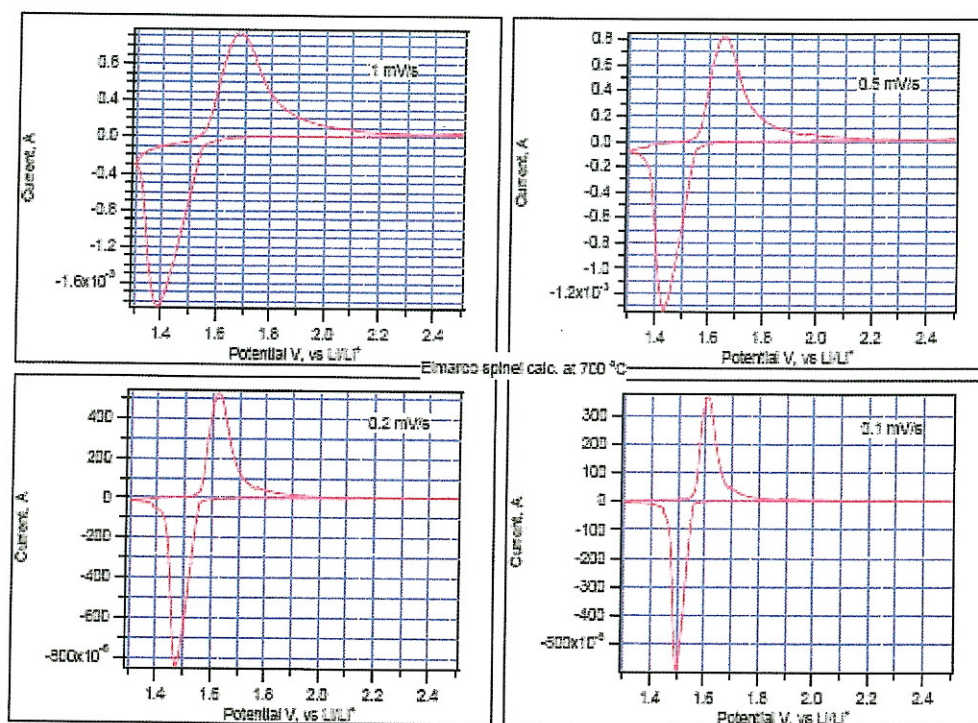 1 mV/s
Current, A
0.8
0.4
0.0
-0.4
-0.8
-1.2
-1.6x10⁻³
1.4 1.6 1.8 2.0 2.2 2.4
Potential V, vs Li/Li⁺
0.5 mV/s
Current, A
0.8
0.6
0.4
0.2
0.0
-0.2
-0.4
-0.6
-0.8
-1.0
-1.2x10⁻³
1.4 1.6 1.8 2.0 2.2 2.4
Potential V, vs Li/Li⁺
Elmarco spinel calc. at 700 °C
0.2 mV/s
Current, A
400
200
0
-200
-400
-600
-800x10⁻⁶
1.4 1.6 1.8 2.0 2.2 2.4
Potential V, vs Li/Li⁺
0.1 mV/s
Current, A
300
200
100
0
-100
-200
-300
-400
-500x10⁻⁶
1.4 1.6 1.8 2.0 2.2 2.4
Potential V, vs Li/Li⁺